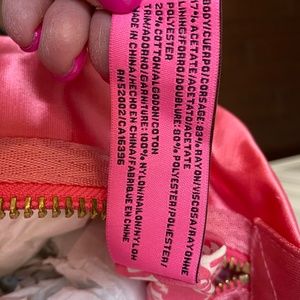 BODY/CUERPO/CORSAGE: 83% RAYON/VISCOSA/RAYONNE
17% ACETATE/ACETATO/ACETATE
LINING/FORRO/DOUBLURE: 80% POLYESTER/POLIESTER/
POLYESTER
20% COTTON/ALGODON/COTON
TRIM/ADORNO/GARNITURE: 100% NYLON/NAILON/NYLON
MADE IN CHINA/HECHO EN CHINA/FABRIQUE EN CHINE
RN52002/CA16396